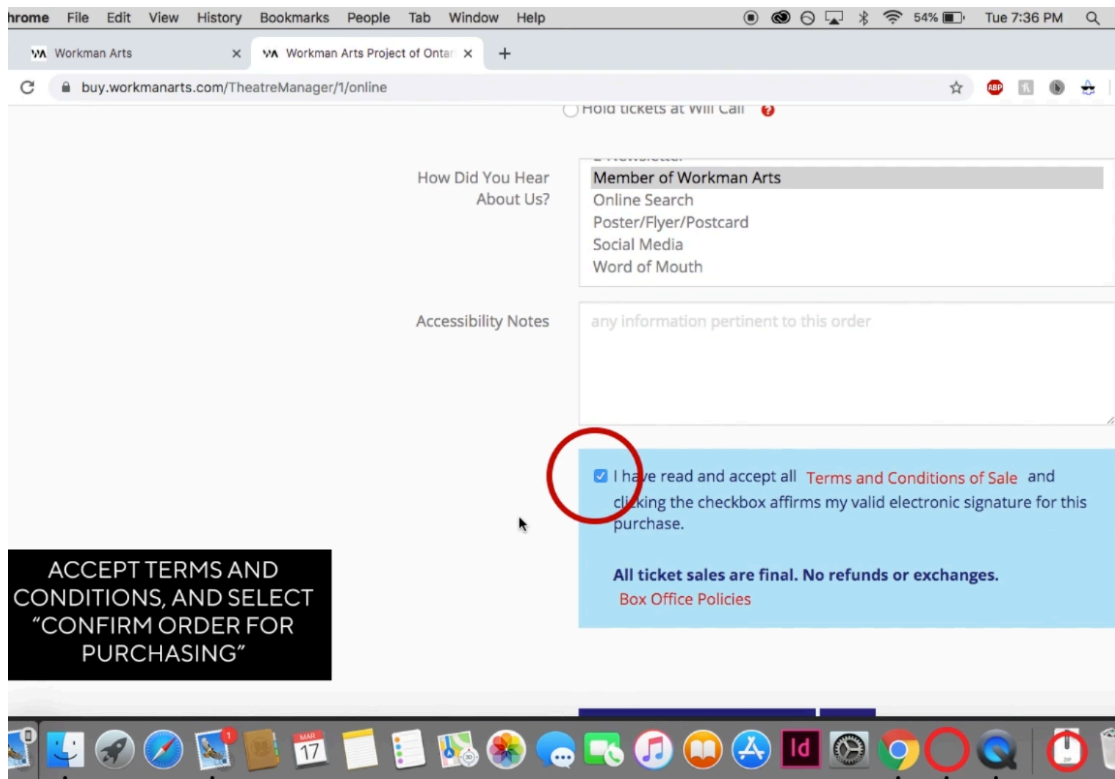 hrome File Edit View History Bookmarks People Tab Window Help 54% Tue 7:36 PM
Workman Arts
Workman Arts Project of Ontar
buy.workmanarts.com/TheatreManager/1/online
ABP
Hold tickets at Will Call
How Did You Hear
About Us?
E-Newsletter
Member of Workman Arts
Online Search
Poster/Flyer/Postcard
Social Media
Word of Mouth
Accessibility Notes
any information pertinent to this order
I have read and accept all Terms and Conditions of Sale and
clicking the checkbox affirms my valid electronic signature for this
purchase.
All ticket sales are final. No refunds or exchanges.
Box Office Policies
ACCEPT TERMS AND
CONDITIONS, AND SELECT
"CONFIRM ORDER FOR
PURCHASING"
1
MAR
17
Id